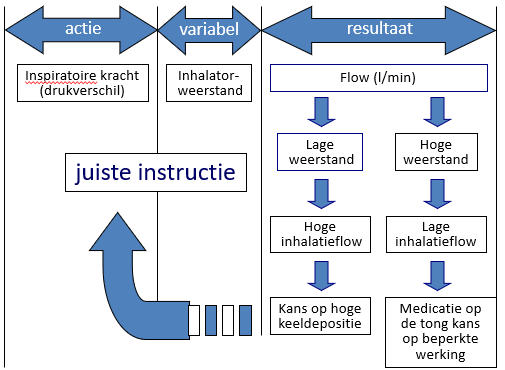 actie
variabel
resultaat
Inspiratoire kracht
(drukverschil)
Inhalator-
weerstand
Flow (l/min)
Lage
weerstand
Hoge
weerstand
juiste instructie
Hoge
inhalatieflow
Lage
inhalatieflow
Kans op hoge
keeldepositie
Medicatie op
de tong kans
op beperkte
werking